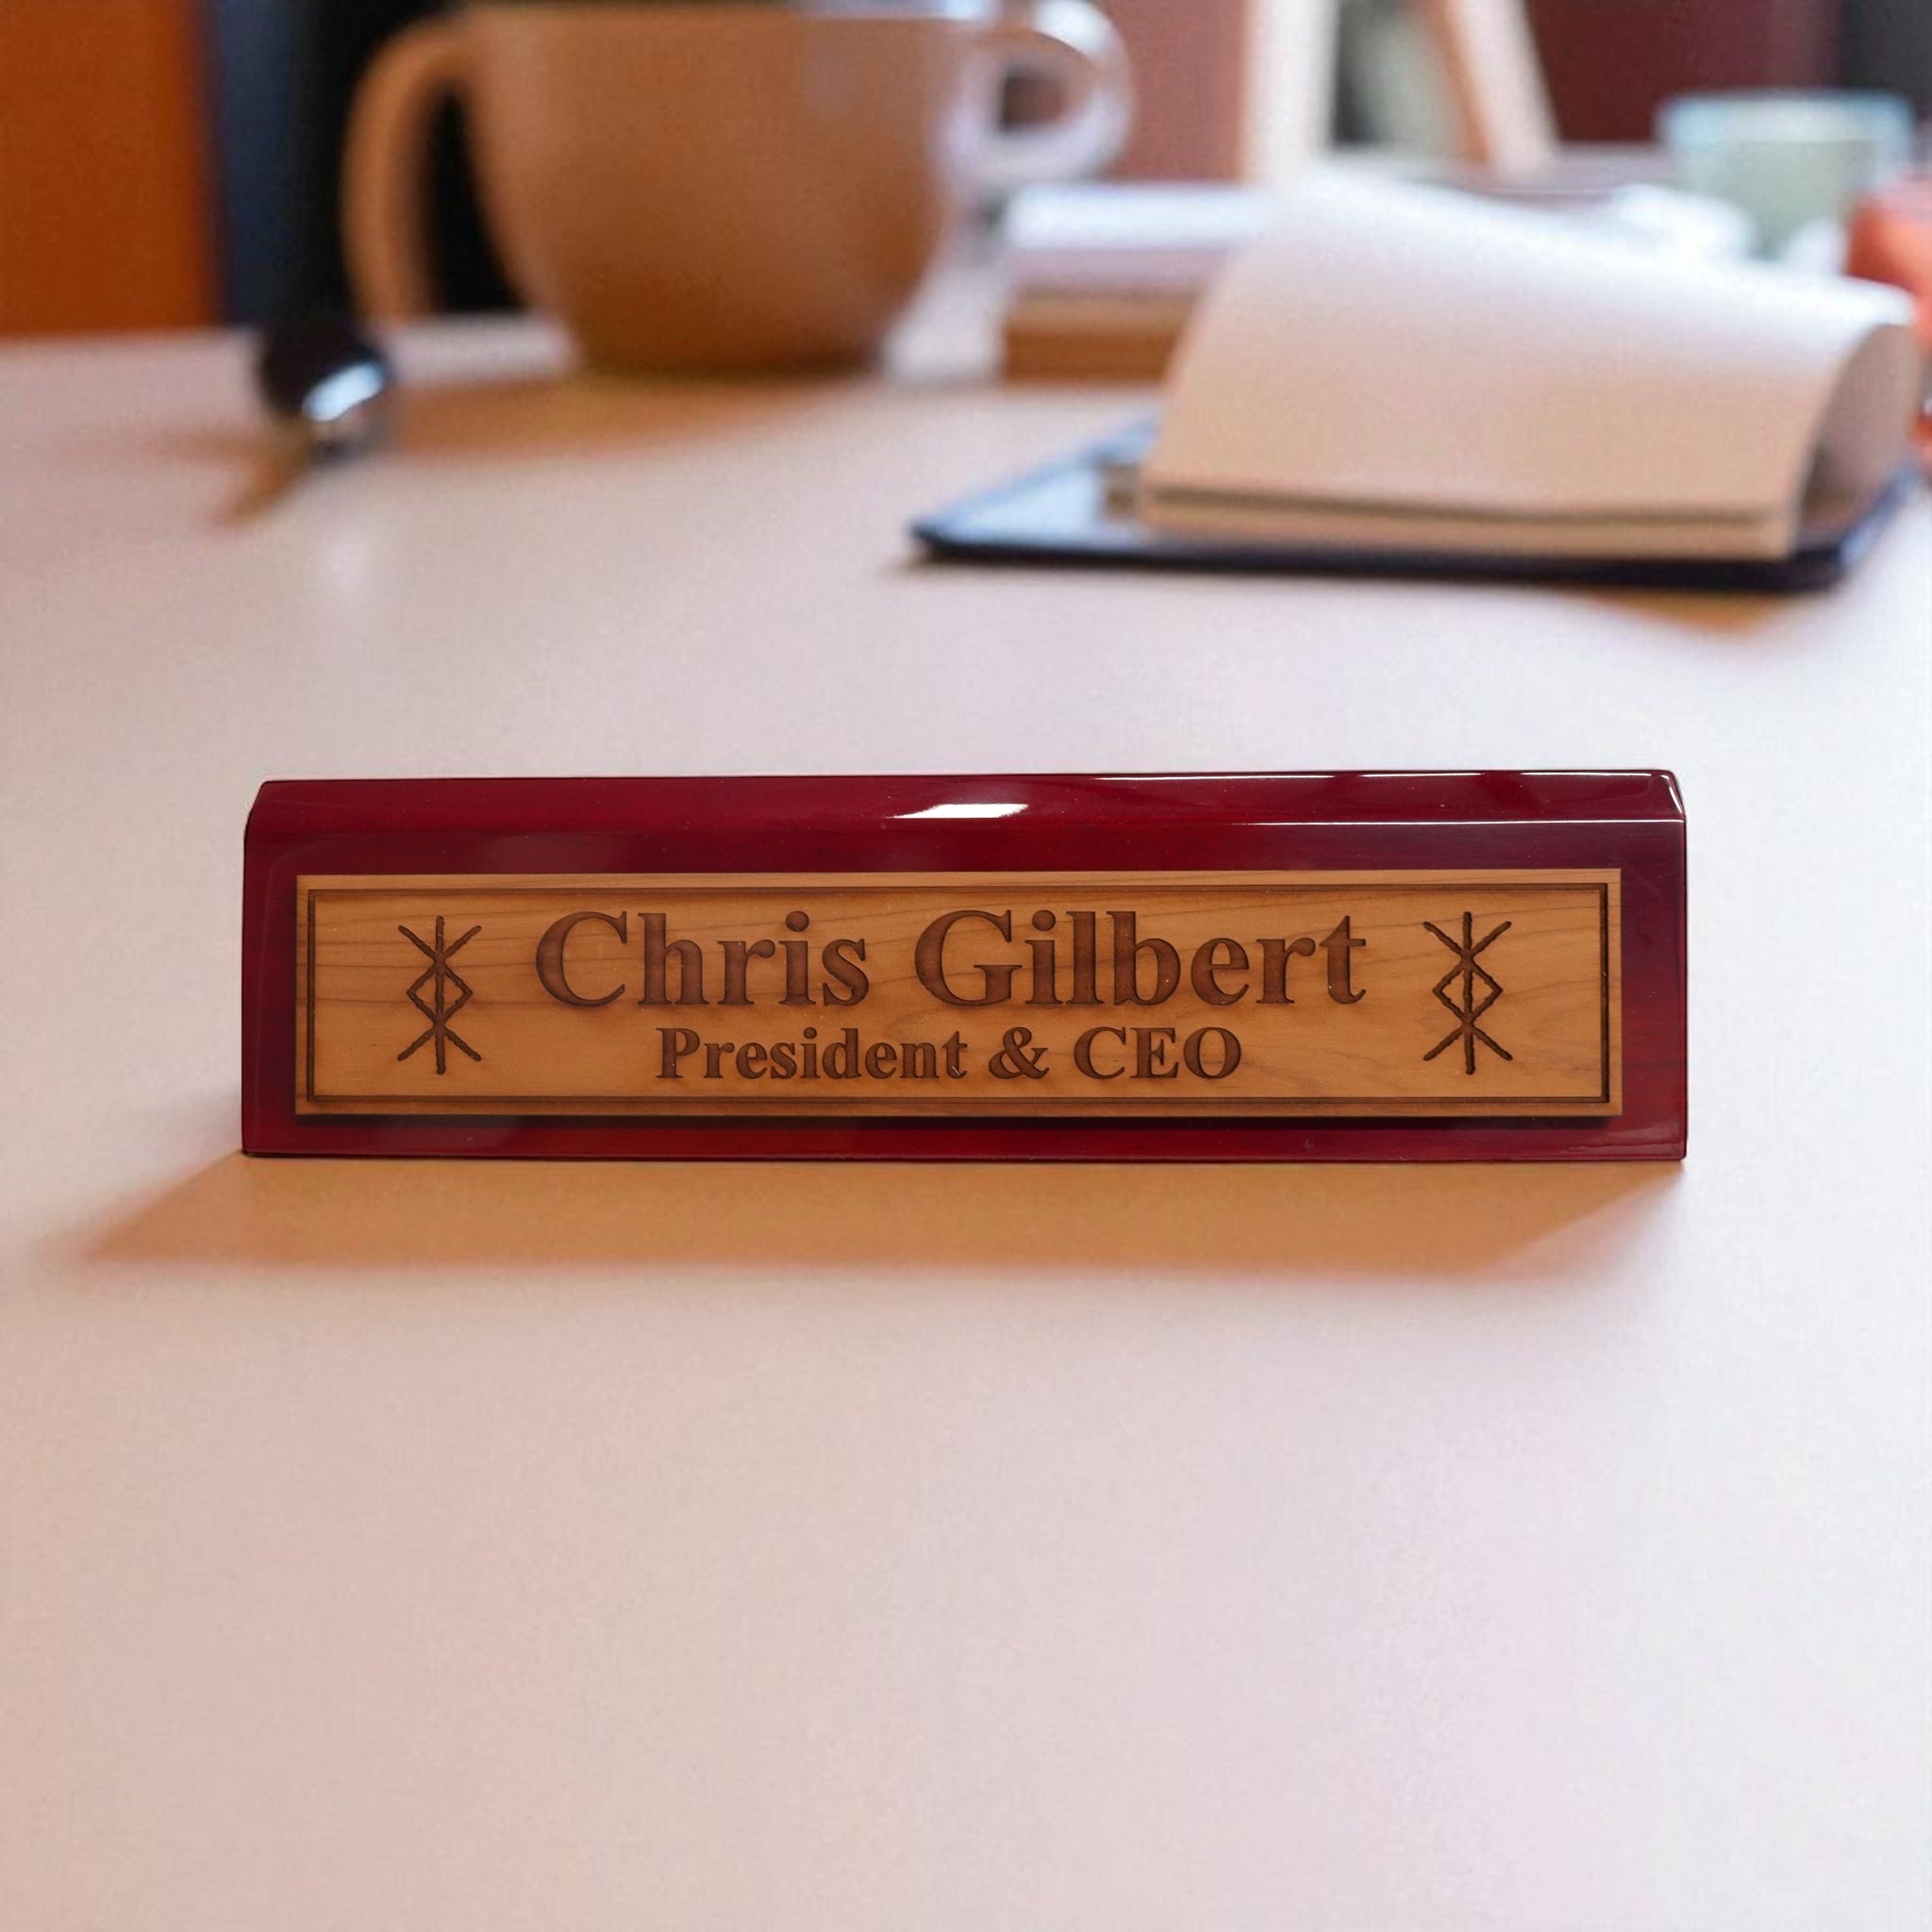 Chris Gilbert
President & CEO